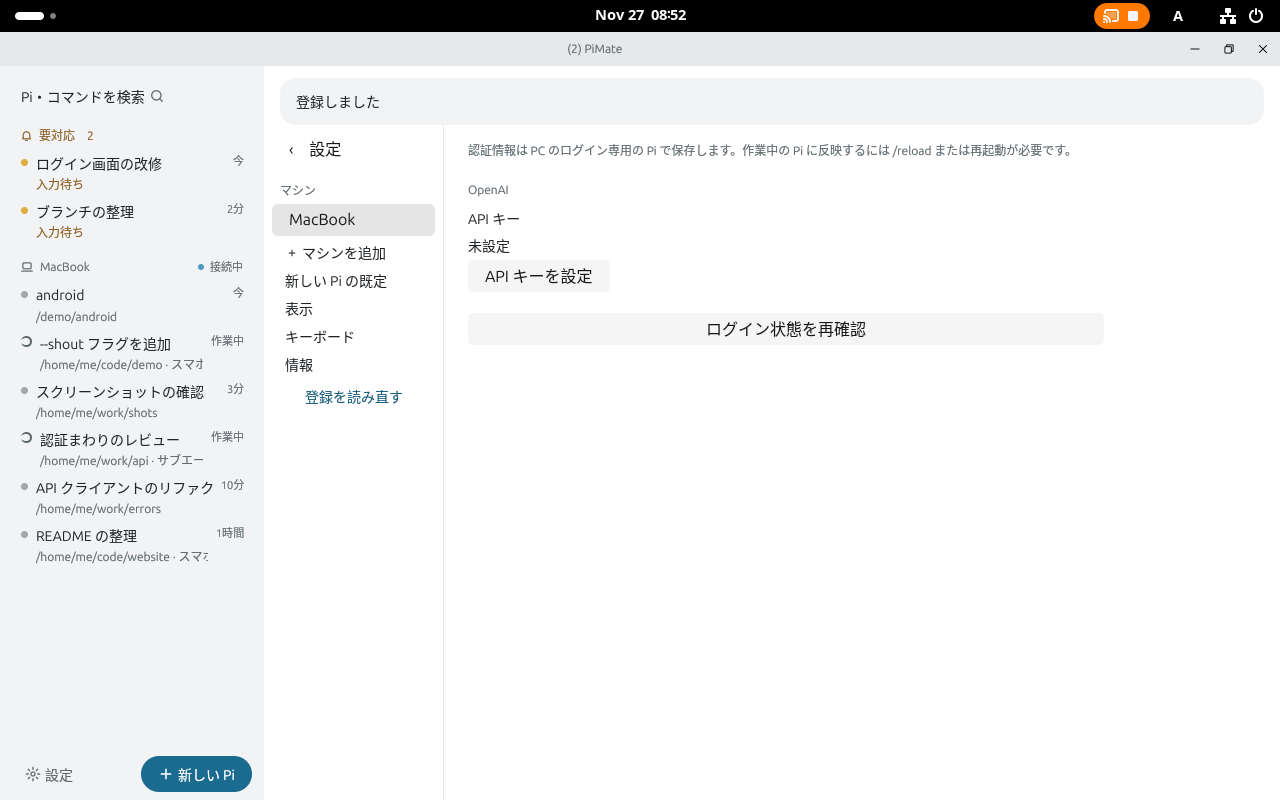 Nov 27 08:52
A
(2) PiMate
Pi・コマンドを検索
要対応 2
ログイン画面の改修 今
入力待ち
ブランチの整理 2分
入力待ち
MacBook 接続中
android 今
/demo/android
--shout フラグを追加 作業中
/home/me/code/demo · スマホ
スクリーンショットの確認 3分
/home/me/work/shots
認証まわりのレビュー 作業中
/home/me/work/api · サブエー
API クライアントのリファク 10分
/home/me/work/errors
README の整理 1時間
/home/me/code/website · スマホ
設定
+ 新しい Pi
登録しました
‹ 設定
マシン
MacBook
+ マシンを追加
新しい Pi の既定
表示
キーボード
情報
登録を読み直す
認証情報は PC のログイン専用の Pi で保存します。作業中の Pi に反映するには /reload または再起動が必要です。
OpenAI
API キー
未設定
API キーを設定
ログイン状態を再確認